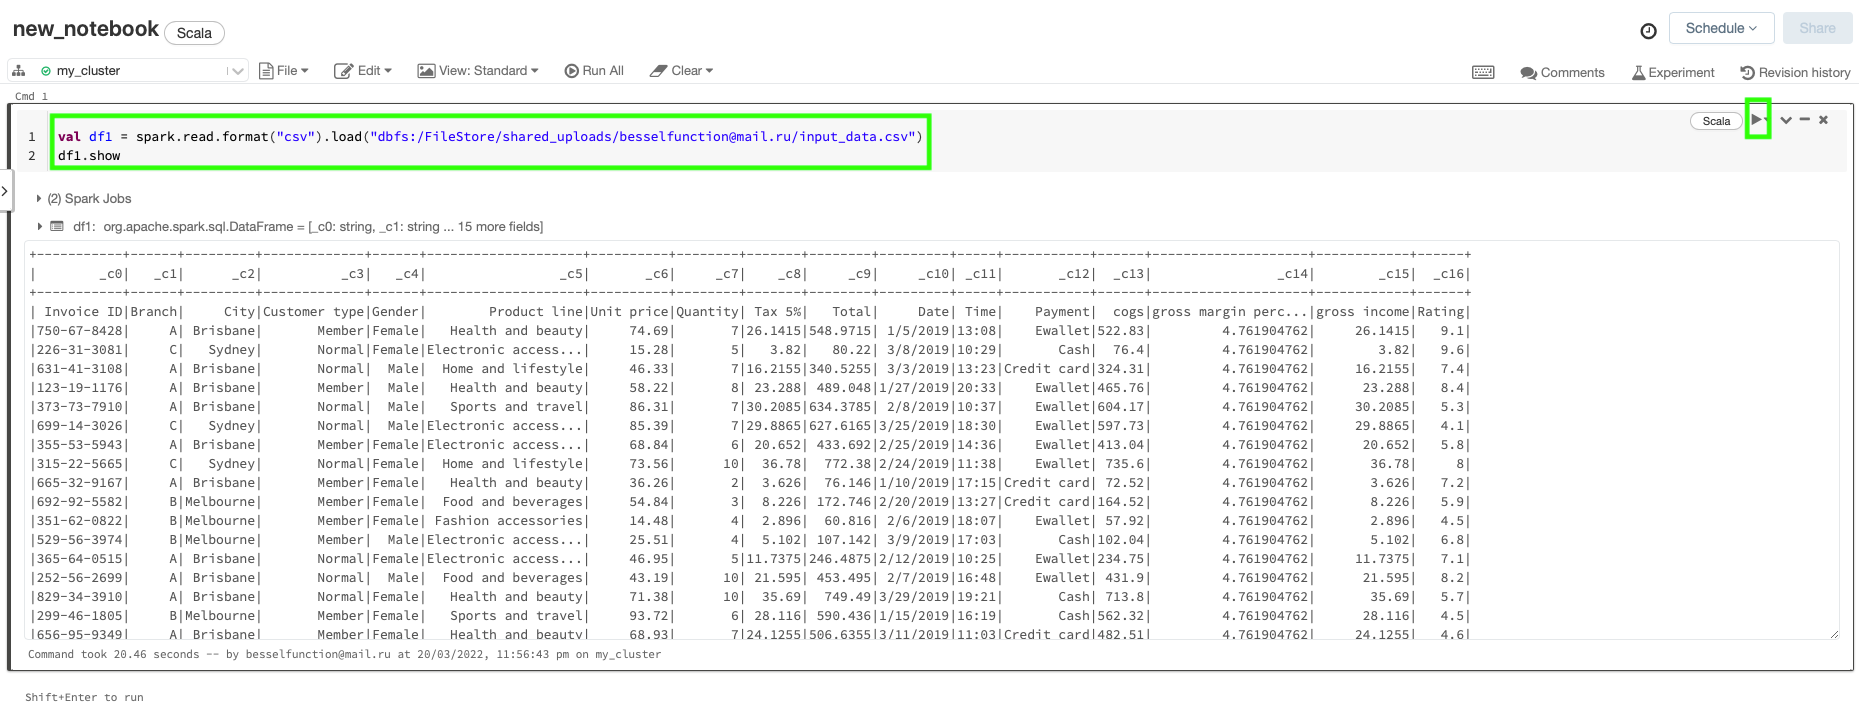 new_notebook Scala
Schedule Share
my_cluster File Edit View: Standard Run All Clear Comments Experiment Revision history
Cmd 1
1 val df1 = spark.read.format("csv").load("dbfs:/FileStore/shared_uploads/besselfunction@mail.ru/input_data.csv") Scala
2 df1.show
(2) Spark Jobs
df1: org.apache.spark.sql.DataFrame = [_c0: string, _c1: string ... 15 more fields]
+-----------+------+---------+-------------+------+--------------------+----------+--------+-------+--------+---------+-----+-----------+------+--------------------+------------+------+
|        _c0|   _c1|      _c2|          _c3|   _c4|                 _c5|       _c6|     _c7|    _c8|     _c9|     _c10| _c11|       _c12|  _c13|                _c14|        _c15|  _c16|
+-----------+------+---------+-------------+------+--------------------+----------+--------+-------+--------+---------+-----+-----------+------+--------------------+------------+------+
| Invoice ID|Branch|     City|Customer type|Gender|        Product line|Unit price|Quantity| Tax 5%|   Total|     Date| Time|    Payment|  cogs|gross margin perc...|gross income|Rating|
|750-67-8428|     A| Brisbane|       Member|Female|   Health and beauty|     74.69|       7|26.1415|548.9715| 1/5/2019|13:08|    Ewallet|522.83|         4.761904762|     26.1415|   9.1|
|226-31-3081|     C|   Sydney|       Normal|Female|Electronic access...|     15.28|       5|   3.82|   80.22| 3/8/2019|10:29|       Cash|  76.4|         4.761904762|        3.82|   9.6|
|631-41-3108|     A| Brisbane|       Normal|  Male|  Home and lifestyle|     46.33|       7|16.2155|340.5255| 3/3/2019|13:23|Credit card|324.31|         4.761904762|     16.2155|   7.4|
|123-19-1176|     A| Brisbane|       Member|  Male|   Health and beauty|     58.22|       8| 23.288| 489.048|1/27/2019|20:33|    Ewallet|465.76|         4.761904762|      23.288|   8.4|
|373-73-7910|     A| Brisbane|       Normal|  Male|   Sports and travel|     86.31|       7|30.2085|634.3785| 2/8/2019|10:37|    Ewallet|604.17|         4.761904762|     30.2085|   5.3|
|699-14-3026|     C|   Sydney|       Normal|  Male|Electronic access...|     85.39|       7|29.8865|627.6165|3/25/2019|18:30|    Ewallet|597.73|         4.761904762|     29.8865|   4.1|
|355-53-5943|     A| Brisbane|       Member|Female|Electronic access...|     68.84|       6| 20.652| 433.692|2/25/2019|14:36|    Ewallet|413.04|         4.761904762|      20.652|   5.8|
|315-22-5665|     C|   Sydney|       Normal|Female|  Home and lifestyle|     73.56|      10|  36.78|  772.38|2/24/2019|11:38|    Ewallet| 735.6|         4.761904762|       36.78|     8|
|665-32-9167|     A| Brisbane|       Member|Female|   Health and beauty|     36.26|       2|  3.626|  76.146|1/10/2019|17:15|Credit card| 72.52|         4.761904762|       3.626|   7.2|
|692-92-5582|     B|Melbourne|       Member|Female|  Food and beverages|     54.84|       3|  8.226| 172.746|2/20/2019|13:27|Credit card|164.52|         4.761904762|       8.226|   5.9|
|351-62-0822|     B|Melbourne|       Member|Female| Fashion accessories|     14.48|       4|  2.896|  60.816| 2/6/2019|18:07|    Ewallet| 57.92|         4.761904762|       2.896|   4.5|
|529-56-3974|     B|Melbourne|       Member|  Male|Electronic access...|     25.51|       4|  5.102| 107.142| 3/9/2019|17:03|       Cash|102.04|         4.761904762|       5.102|   6.8|
|365-64-0515|     A| Brisbane|       Normal|Female|Electronic access...|     46.95|       5|11.7375|246.4875|2/12/2019|10:25|    Ewallet|234.75|         4.761904762|     11.7375|   7.1|
|252-56-2699|     A| Brisbane|       Normal|  Male|  Food and beverages|     43.19|      10| 21.595| 453.495| 2/7/2019|16:48|    Ewallet| 431.9|         4.761904762|      21.595|   8.2|
|829-34-3910|     A| Brisbane|       Normal|Female|   Health and beauty|     71.38|      10|  35.69|  749.49|3/29/2019|19:21|       Cash| 713.8|         4.761904762|       35.69|   5.7|
|299-46-1805|     B|Melbourne|       Member|Female|   Sports and travel|     93.72|       6| 28.116| 590.436|1/15/2019|16:19|       Cash|562.32|         4.761904762|      28.116|   4.5|
|656-95-9349|     A| Brisbane|       Member|Female|   Health and beauty|     68.93|       7|24.1255|506.6355|3/11/2019|11:03|Credit card|482.51|         4.761904762|     24.1255|   4.6|
Command took 20.46 seconds -- by besselfunction@mail.ru at 20/03/2022, 11:56:43 pm on my_cluster
Shift+Enter to run